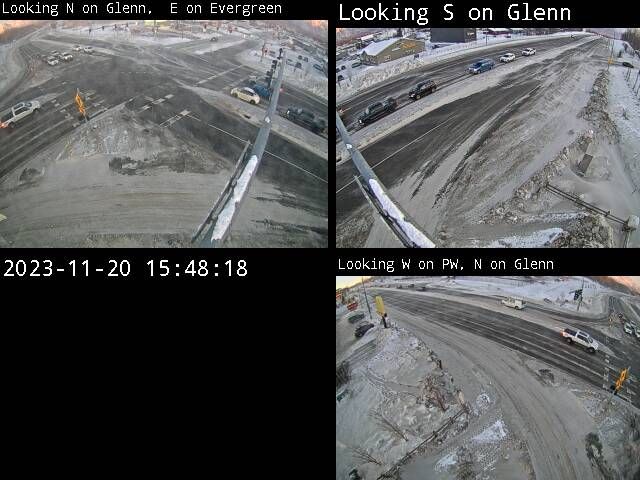 Looking N on Glenn,  E on Evergreen
Looking S on Glenn
2023-11-20 15:48:18
Looking W on PW, N on Glenn